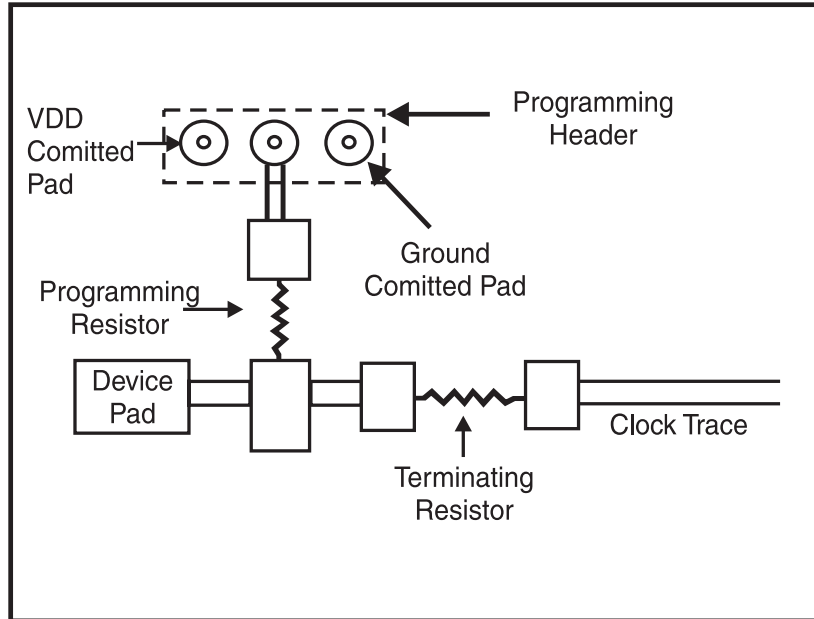 VDD
Comitted
Pad
Programming
Header
Ground
Comitted Pad
Programming
Resistor
Device
Pad
Clock Trace
Terminating
Resistor